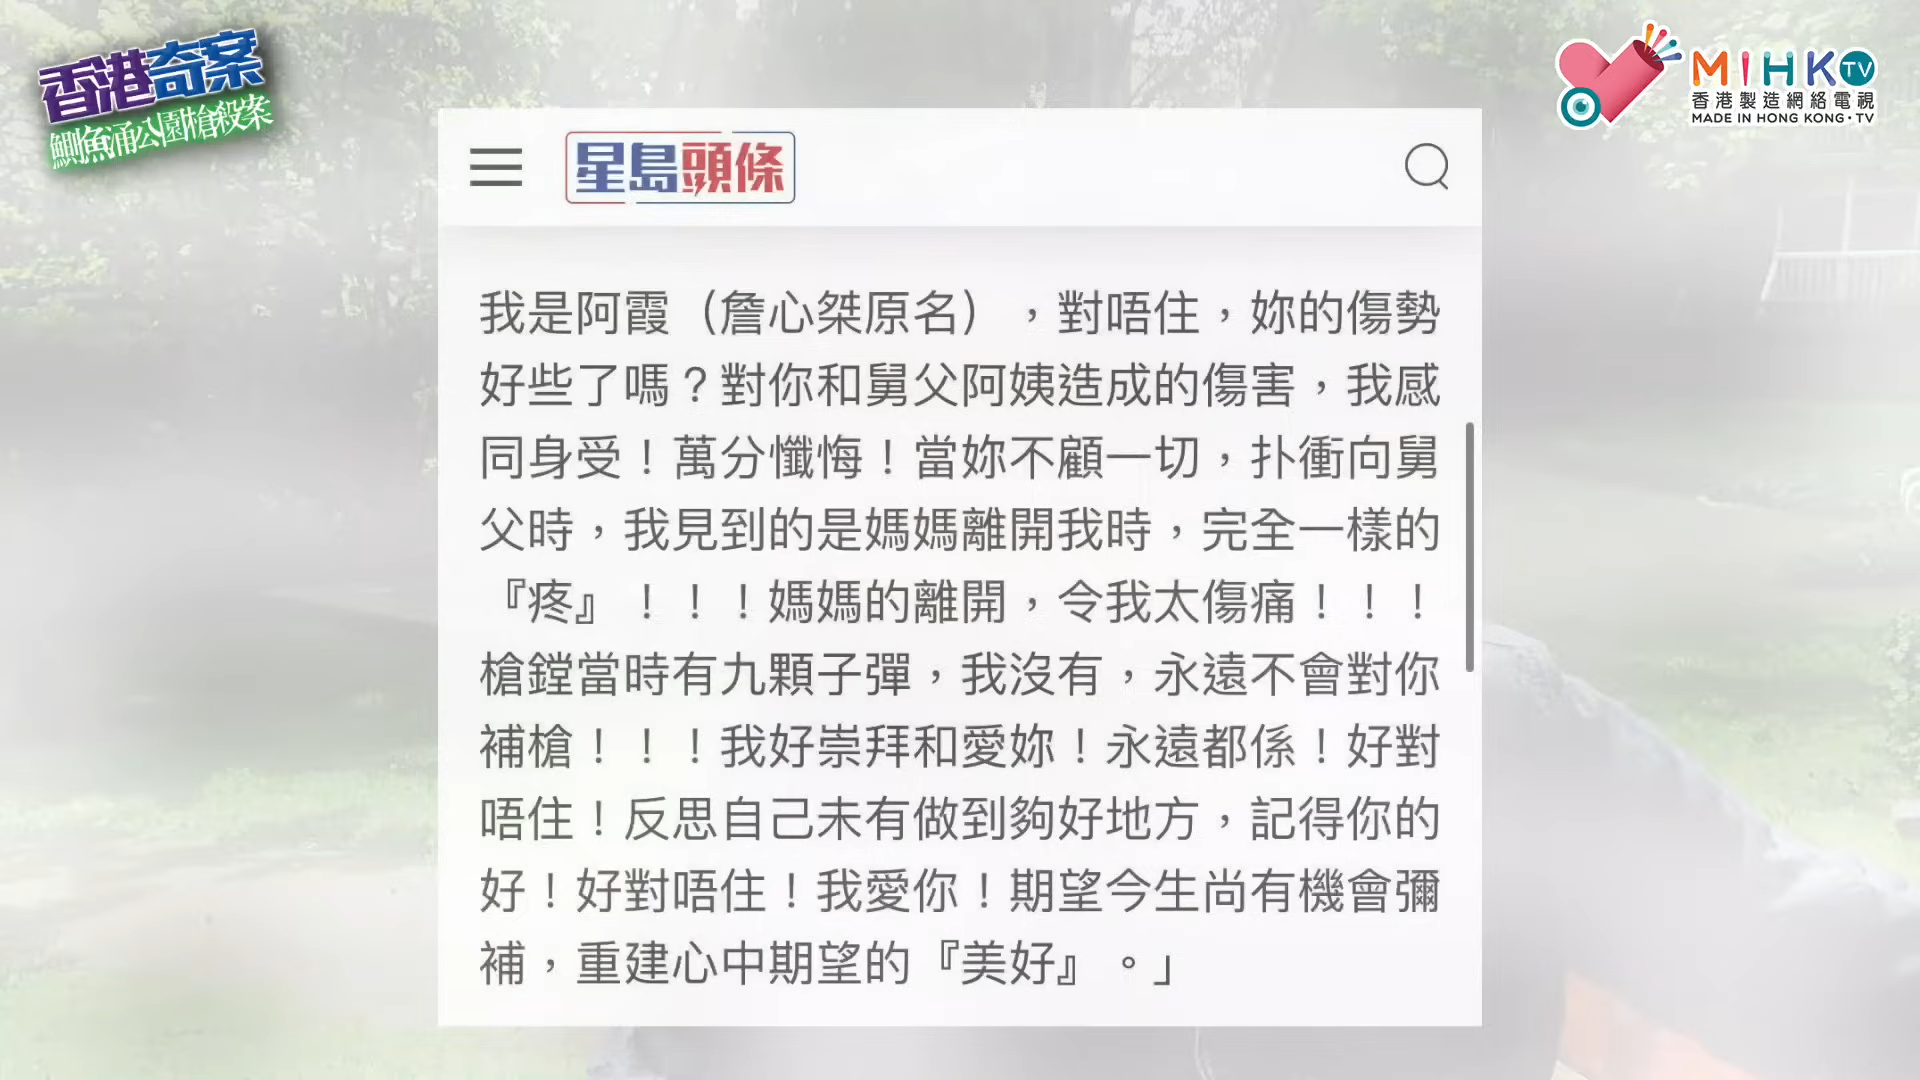 香港奇案
鰂魚涌公園槍殺案
MIHK TV
香港製造網絡電視
MADE IN HONG KONG · TV
星島頭條
我是阿霞（詹心桀原名），對唔住，妳的傷勢
好些了嗎？對你和舅父阿姨造成的傷害，我感
同身受！萬分懺悔！當妳不顧一切，扑衝向舅
父時，我見到的是媽媽離開我時，完全一樣的
『疼』！！！媽媽的離開，令我太傷痛！！！
槍鏜當時有九顆子彈，我沒有，永遠不會對你
補槍！！！我好崇拜和愛妳！永遠都係！好對
唔住！反思自己未有做到夠好地方，記得你的
好！好對唔住！我愛你！期望今生尚有機會彌
補，重建心中期望的『美好』。」